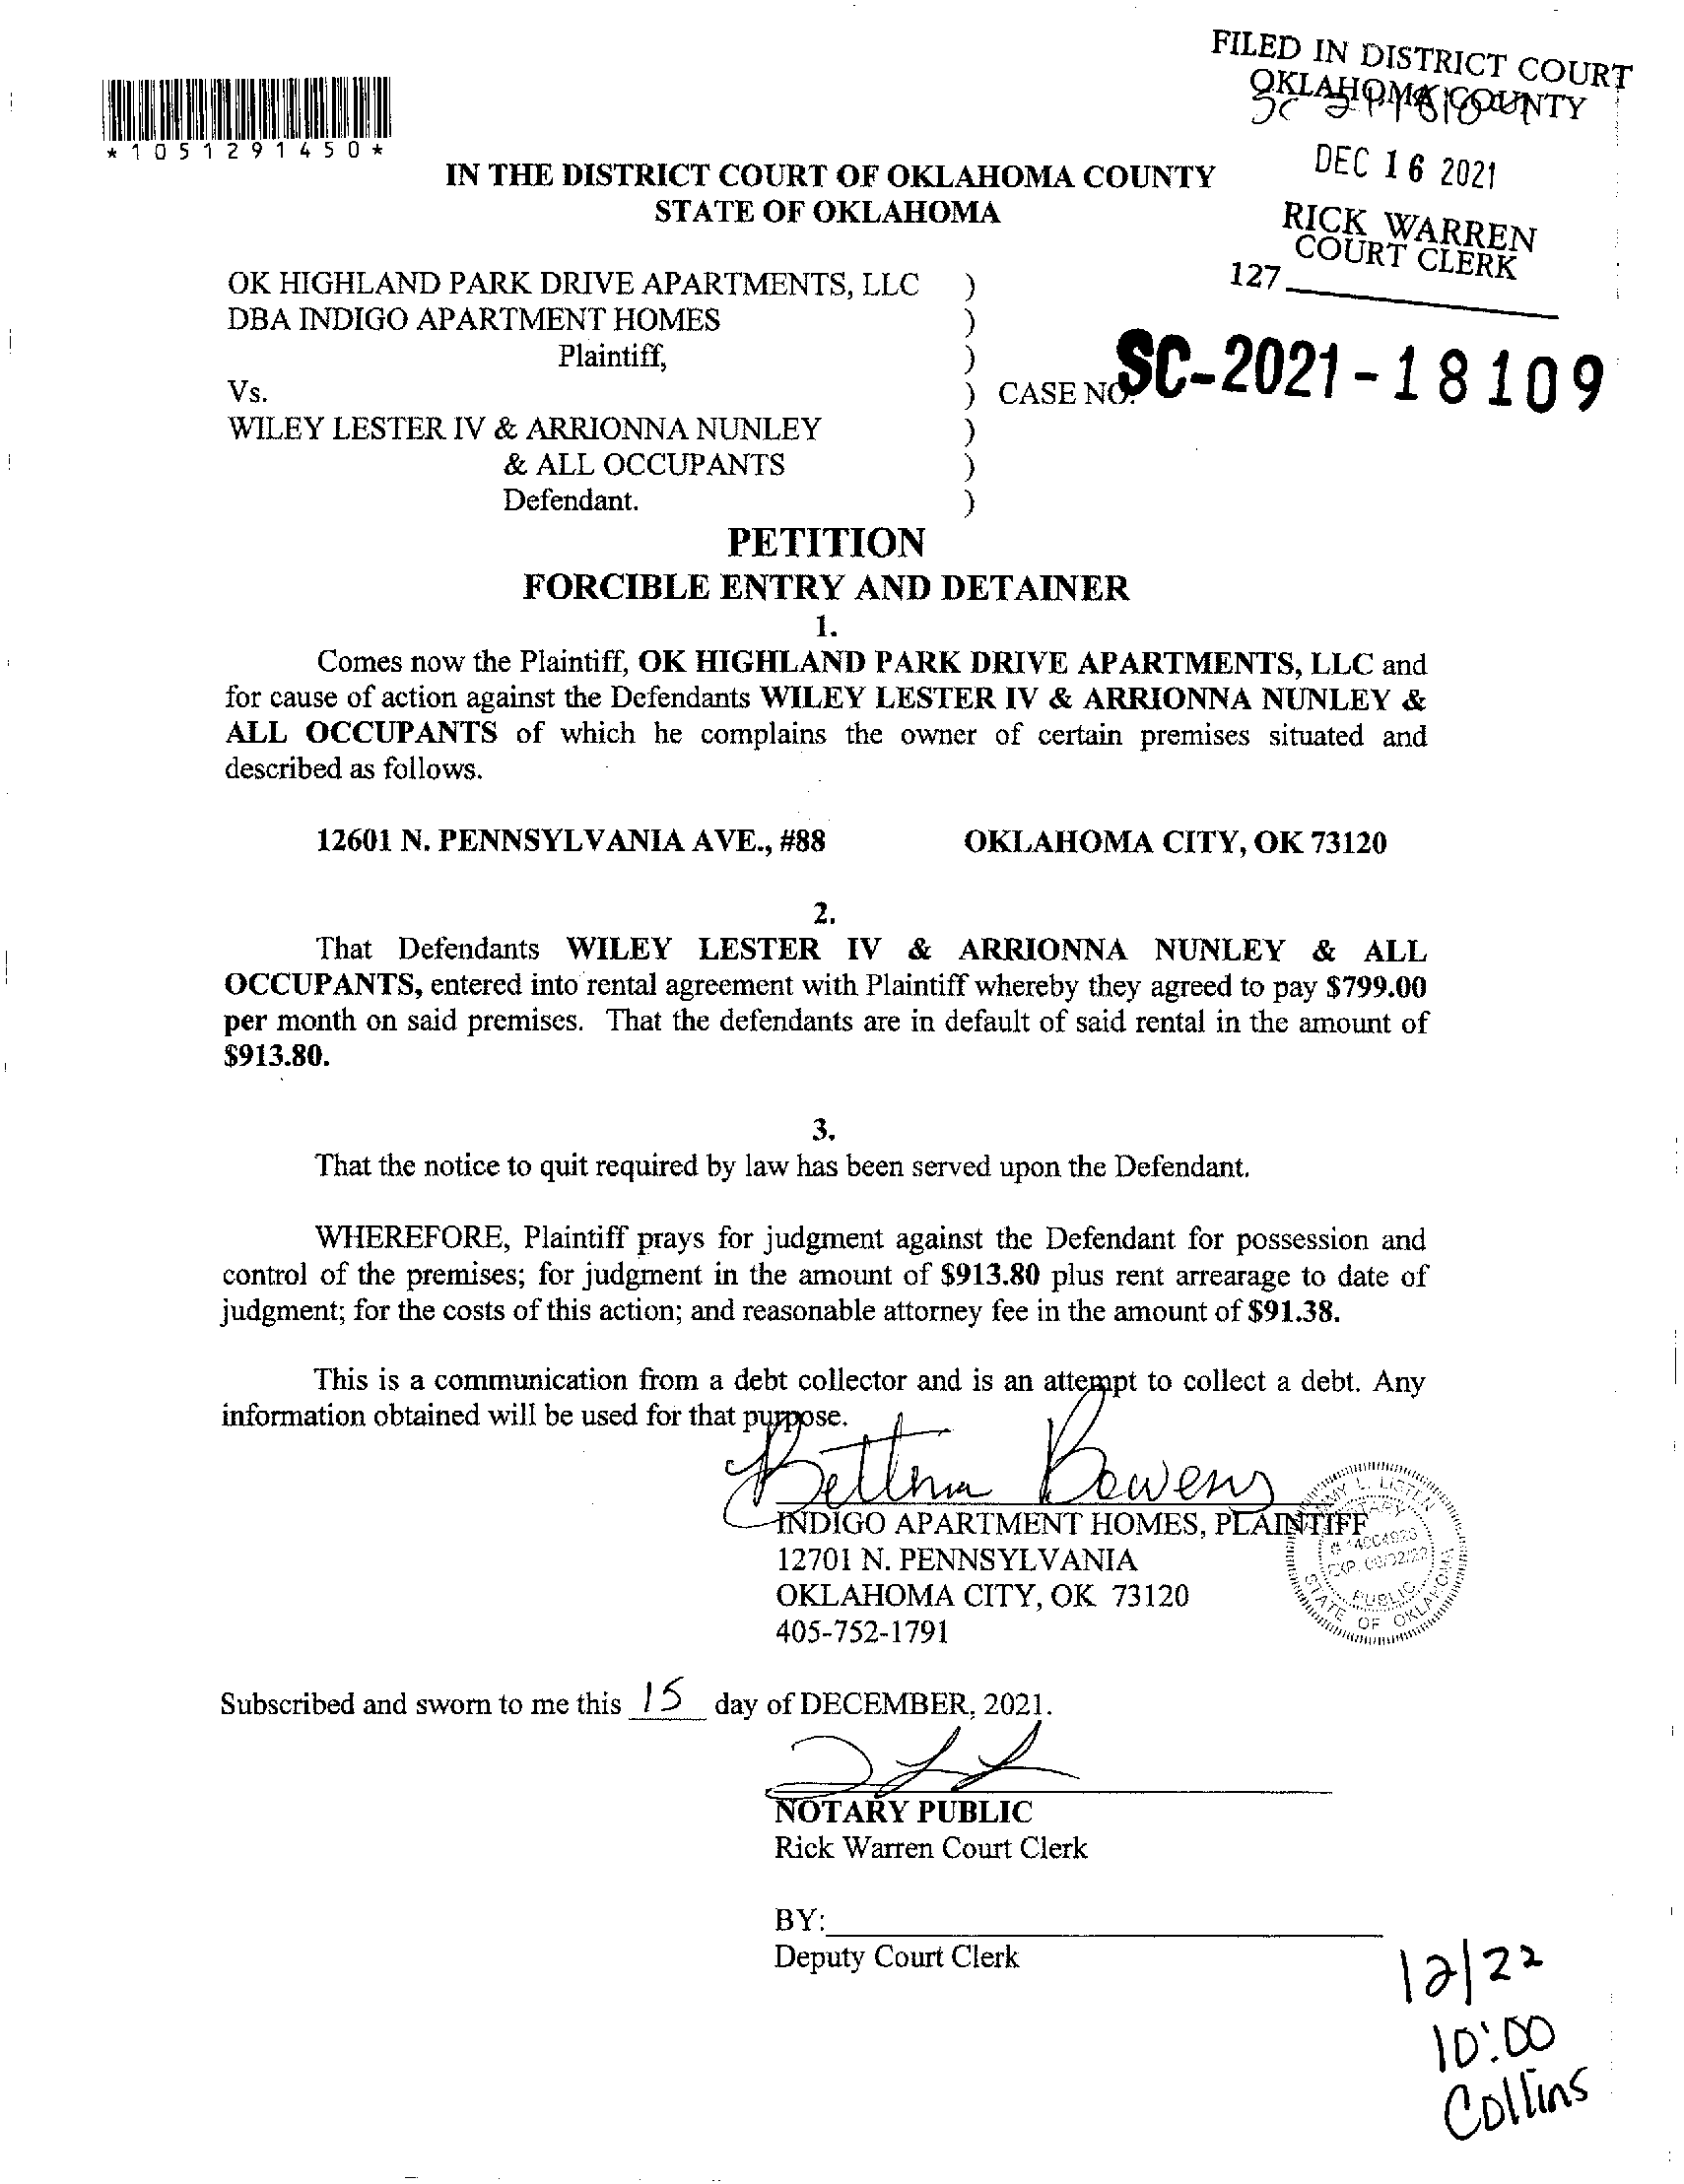 FILED IN DISTRICT COURT
OKLAHOMA COUNTY
DEC 16 2021
RICK WARREN
COURT CLERK
127
*1051291450*
IN THE DISTRICT COURT OF OKLAHOMA COUNTY
STATE OF OKLAHOMA
OK HIGHLAND PARK DRIVE APARTMENTS, LLC )
DBA INDIGO APARTMENT HOMES )
Plaintiff, )
Vs. ) CASE NO. SC-2021-18109
WILEY LESTER IV & ARRIONNA NUNLEY )
& ALL OCCUPANTS )
Defendant. )
PETITION
FORCIBLE ENTRY AND DETAINER
1.
Comes now the Plaintiff, OK HIGHLAND PARK DRIVE APARTMENTS, LLC and
for cause of action against the Defendants WILEY LESTER IV & ARRIONNA NUNLEY &
ALL OCCUPANTS of which he complains the owner of certain premises situated and
described as follows.
12601 N. PENNSYLVANIA AVE., #88 OKLAHOMA CITY, OK 73120
2.
That Defendants WILEY LESTER IV & ARRIONNA NUNLEY & ALL
OCCUPANTS, entered into rental agreement with Plaintiff whereby they agreed to pay $799.00
per month on said premises. That the defendants are in default of said rental in the amount of
$913.80.
3.
That the notice to quit required by law has been served upon the Defendant.
WHEREFORE, Plaintiff prays for judgment against the Defendant for possession and
control of the premises; for judgment in the amount of $913.80 plus rent arrearage to date of
judgment; for the costs of this action; and reasonable attorney fee in the amount of $91.38.
This is a communication from a debt collector and is an attempt to collect a debt. Any
information obtained will be used for that purpose.
Bettina Bowens
INDIGO APARTMENT HOMES, PLAINTIFF
12701 N. PENNSYLVANIA
OKLAHOMA CITY, OK 73120
405-752-1791
PUBLIC
STATE OF OKLAHOMA
Subscribed and sworn to me this 15 day of DECEMBER, 2021.
NOTARY PUBLIC
Rick Warren Court Clerk
BY:
Deputy Court Clerk
12/22
10:00
Collins